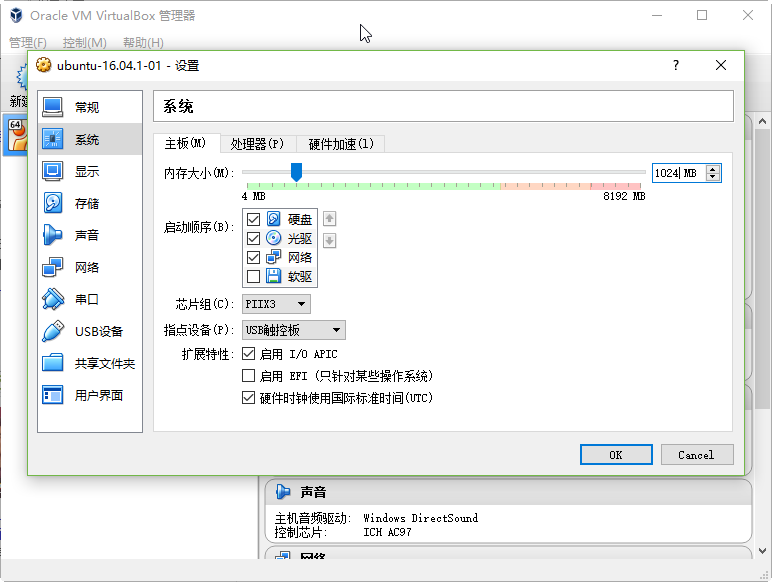 Oracle VM VirtualBox 管理器
管理(F) 控制(M) 帮助(H)
新建
64
ubuntu-16.04.1-01 - 设置
?
常规
系统
显示
存储
声音
网络
串口
USB设备
共享文件夹
用户界面
系统
主板(M) 处理器(P) 硬件加速(l)
内存大小(M): 1024 MB
4 MB 8192 MB
启动顺序(B): 硬盘
光驱
网络
软驱
芯片组(C): PIIX3
指点设备(P): USB触控板
扩展特性: 启用 I/O APIC
启用 EFI (只针对某些操作系统)
硬件时钟使用国际标准时间(UTC)
OK Cancel
声音
主机音频驱动: Windows DirectSound
控制芯片: ICH AC97
网络